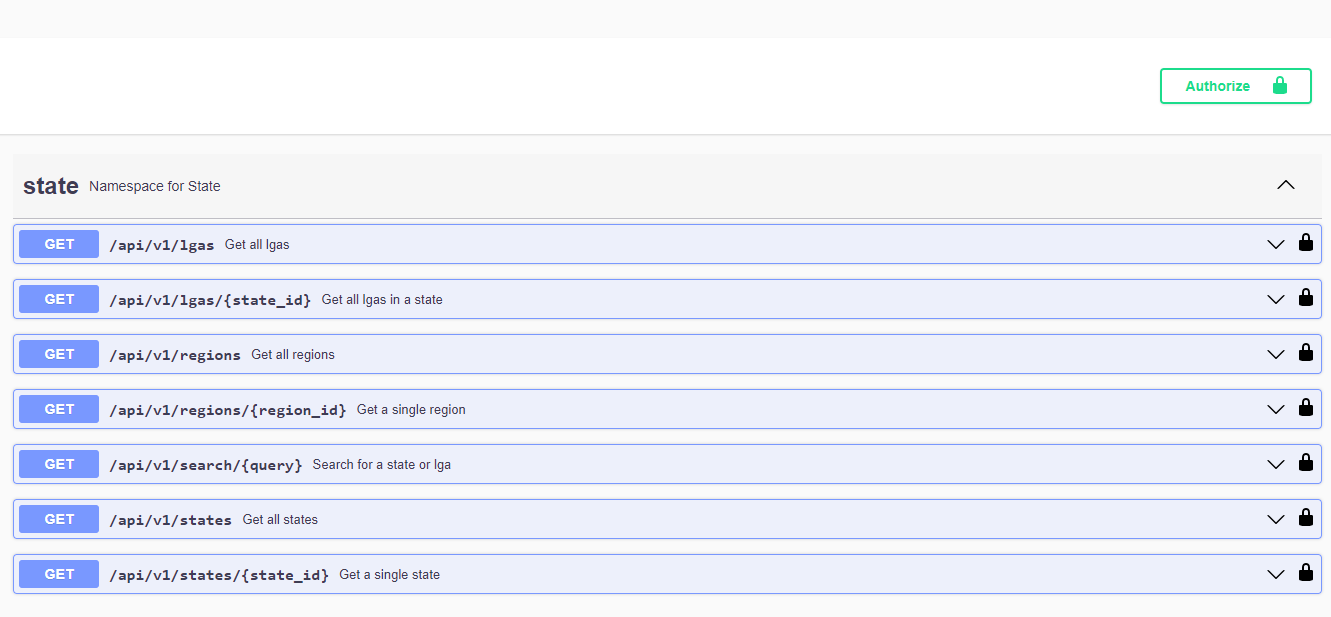 Authorize
state Namespace for State
GET /api/v1/lgas Get all lgas
GET /api/v1/lgas/{state_id} Get all lgas in a state
GET /api/v1/regions Get all regions
GET /api/v1/regions/{region_id} Get a single region
GET /api/v1/search/{query} Search for a state or lga
GET /api/v1/states Get all states
GET /api/v1/states/{state_id} Get a single state